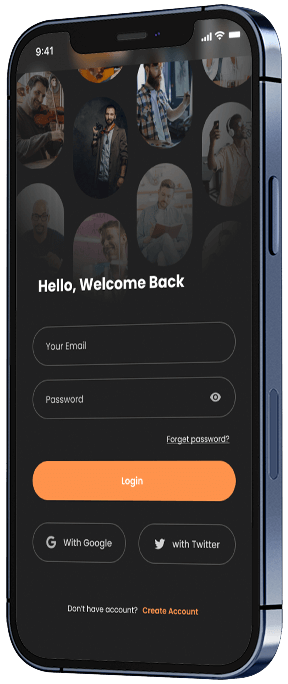 9:41
Hello, Welcome Back
Your Email
Password
Forget password?
Login
With Google
with Twitter
Don't have account? Create Account